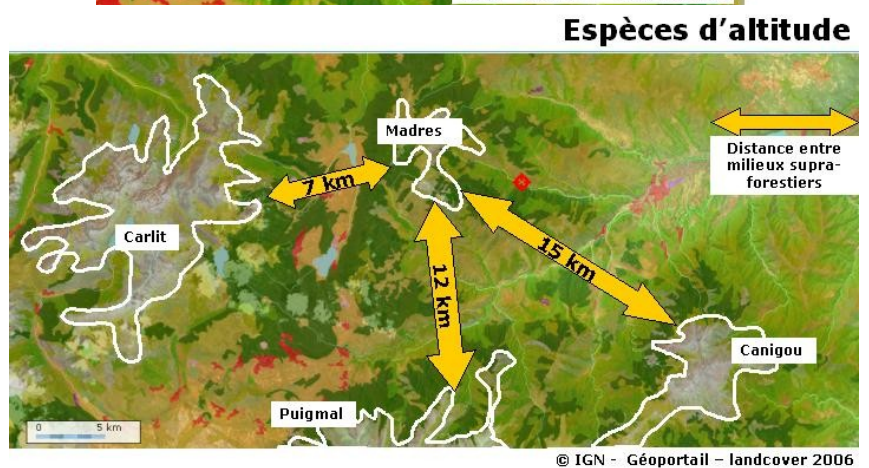 Espèces d'altitude
Madres
Distance entre
milieux supra-
forestiers
7 km
Carlit
15 km
12 km
Canigou
Puigmal
0 5 km
© IGN - Géoportail – landcover 2006